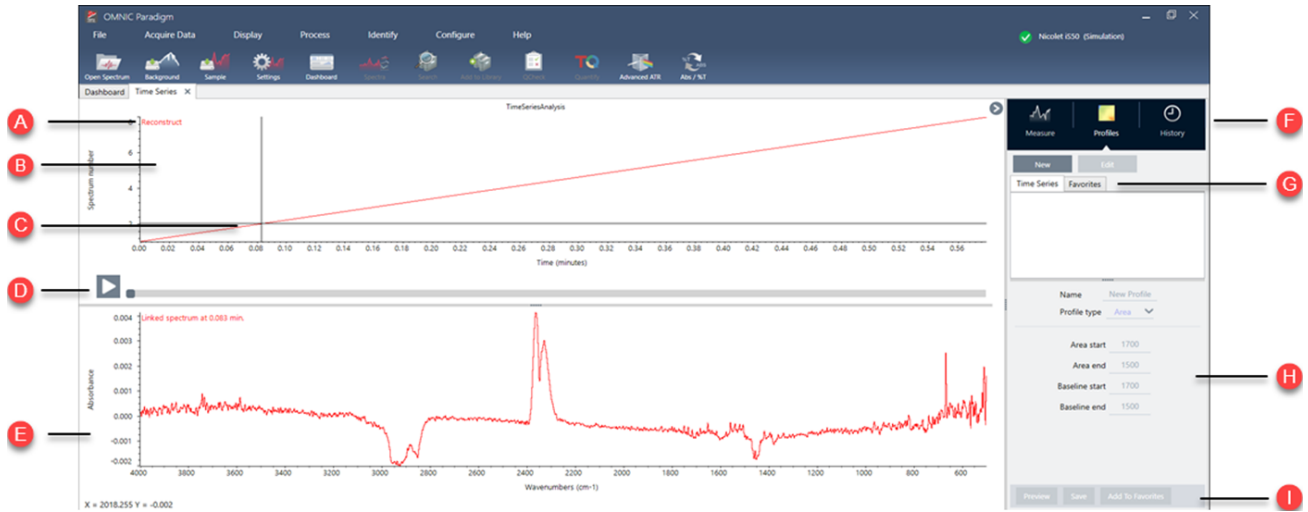 OMNIC Paradigm
File Acquire Data Display Process Identify Configure Help
Nicolet iS50 (Simulation)
Open Spectrum Background Sample Settings Dashboard Spectra Search Add to Library QCheck Quantify Advanced ATR Abs / %T
Dashboard Time Series
TimeSeriesAnalysis
A
B
C
D
E
8
6
4
2
Reconstruct
Spectrum number
0.00 0.02 0.04 0.06 0.08 0.10 0.12 0.14 0.16 0.18 0.20 0.22 0.24 0.26 0.28 0.30 0.32 0.34 0.36 0.38 0.40 0.42 0.44 0.46 0.48 0.50 0.52 0.54 0.56
Time (minutes)
0.004
0.003
0.002
0.001
0.000
-0.001
-0.002
Linked spectrum at 0.083 min.
Absorbance
4000 3800 3600 3400 3200 3000 2800 2600 2400 2200 2000 1800 1600 1400 1200 1000 800 600
Wavenumbers (cm-1)
X = 2018.255 Y = -0.002
Measure Profiles History
New Edit
Time Series Favorites
Name New Profile
Profile type Area
Area start 1700
Area end 1500
Baseline start 1700
Baseline end 1500
Preview Save Add To Favorites
F
G
H
I